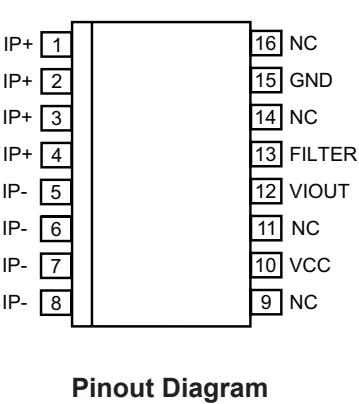 IP+ 1 16 NC
IP+ 2 15 GND
IP+ 3 14 NC
IP+ 4 13 FILTER
IP- 5 12 VIOUT
IP- 6 11 NC
IP- 7 10 VCC
IP- 8 9 NC
Pinout Diagram